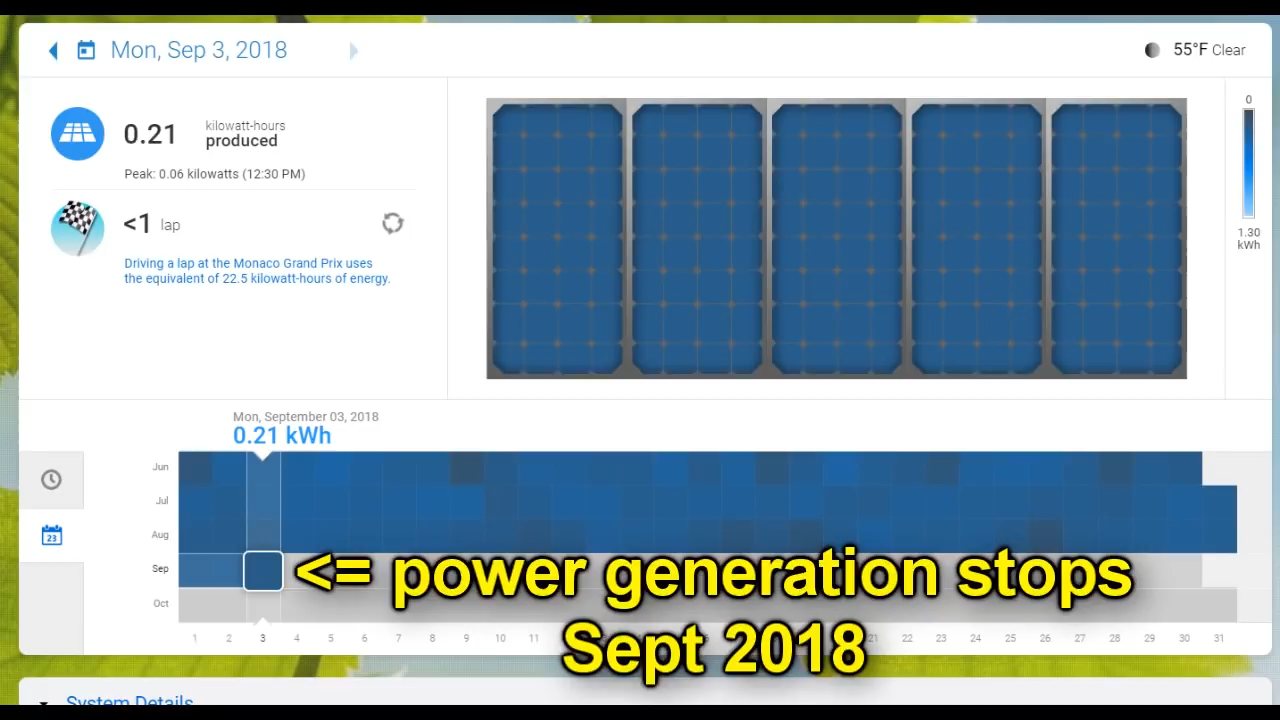 Mon, Sep 3, 2018
55°F Clear
0.21 kilowatt-hours produced
Peak: 0.06 kilowatts (12:30 PM)
<1 lap
Driving a lap at the Monaco Grand Prix uses
the equivalent of 22.5 kilowatt-hours of energy.
0
1.30
kWh
Mon, September 03, 2018
0.21 kWh
Jun
Jul
Aug
Sep
Oct
23
<= power generation stops
Sept 2018
1 2 3 4 5 6 7 8 9 10 11 21 22 23 24 25 26 27 28 29 30 31
System Details